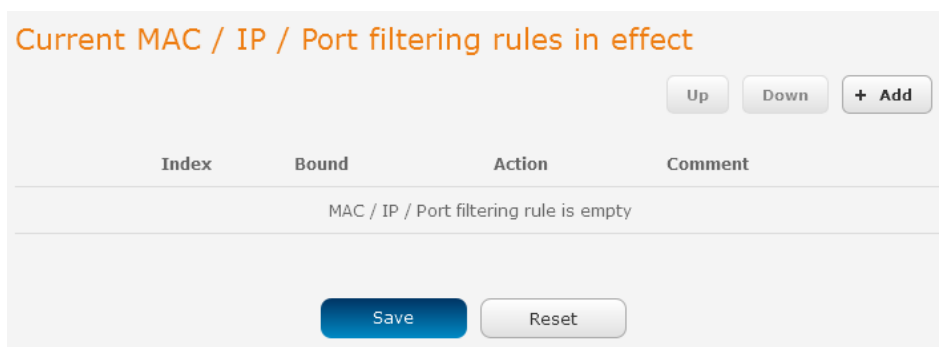 Current MAC / IP / Port filtering rules in effect
Up Down + Add
Index Bound Action Comment
MAC / IP / Port filtering rule is empty
Save Reset